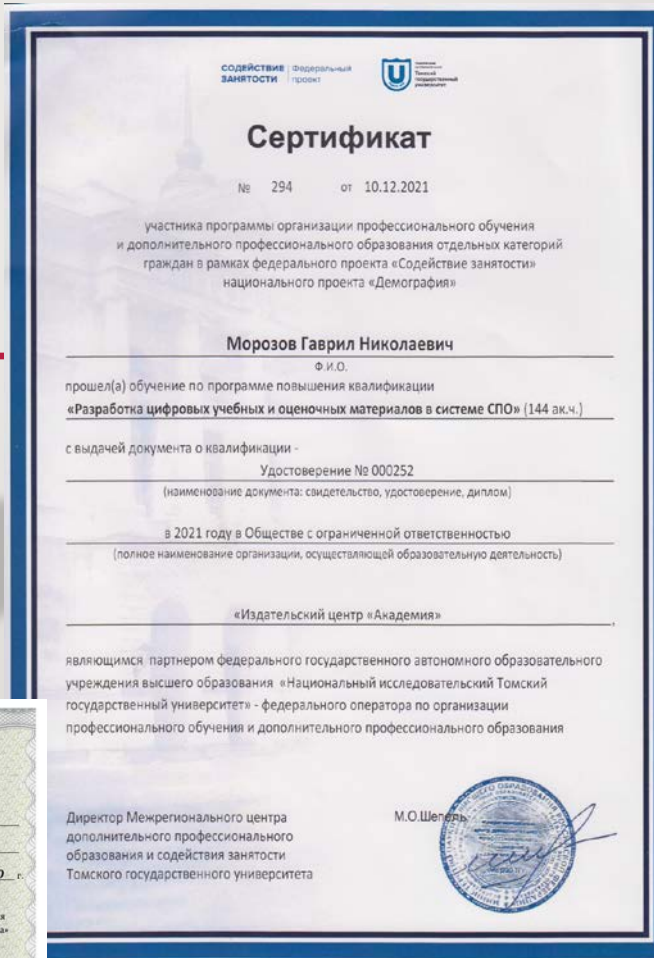 СОДЕЙСТВИЕ Федеральный
ЗАНЯТОСТИ проект
Томский
государственный
университет
Сертификат
№ 294 от 10.12.2021
участника программы организации профессионального обучения
и дополнительного профессионального образования отдельных категорий
граждан в рамках федерального проекта «Содействие занятости»
национального проекта «Демография»
Морозов Гаврил Николаевич
Ф.И.О.
прошел(а) обучение по программе повышения квалификации
«Разработка цифровых учебных и оценочных материалов в системе СПО» (144 ак.ч.)
с выдачей документа о квалификации -
Удостоверение № 000252
(наименование документа: свидетельство, удостоверение, диплом)
в 2021 году в Обществе с ограниченной ответственностью
(полное наименование организации, осуществляющей образовательную деятельность)
«Издательский центр «Академия» ,
являющимся партнером федерального государственного автономного образовательного
учреждения высшего образования «Национальный исследовательский Томский
государственный университет» - федерального оператора по организации
профессионального обучения и дополнительного профессионального образования
Директор Межрегионального центра
дополнительного профессионального
образования и содействия занятости
Томского государственного университета
М.О.Шепель
г.